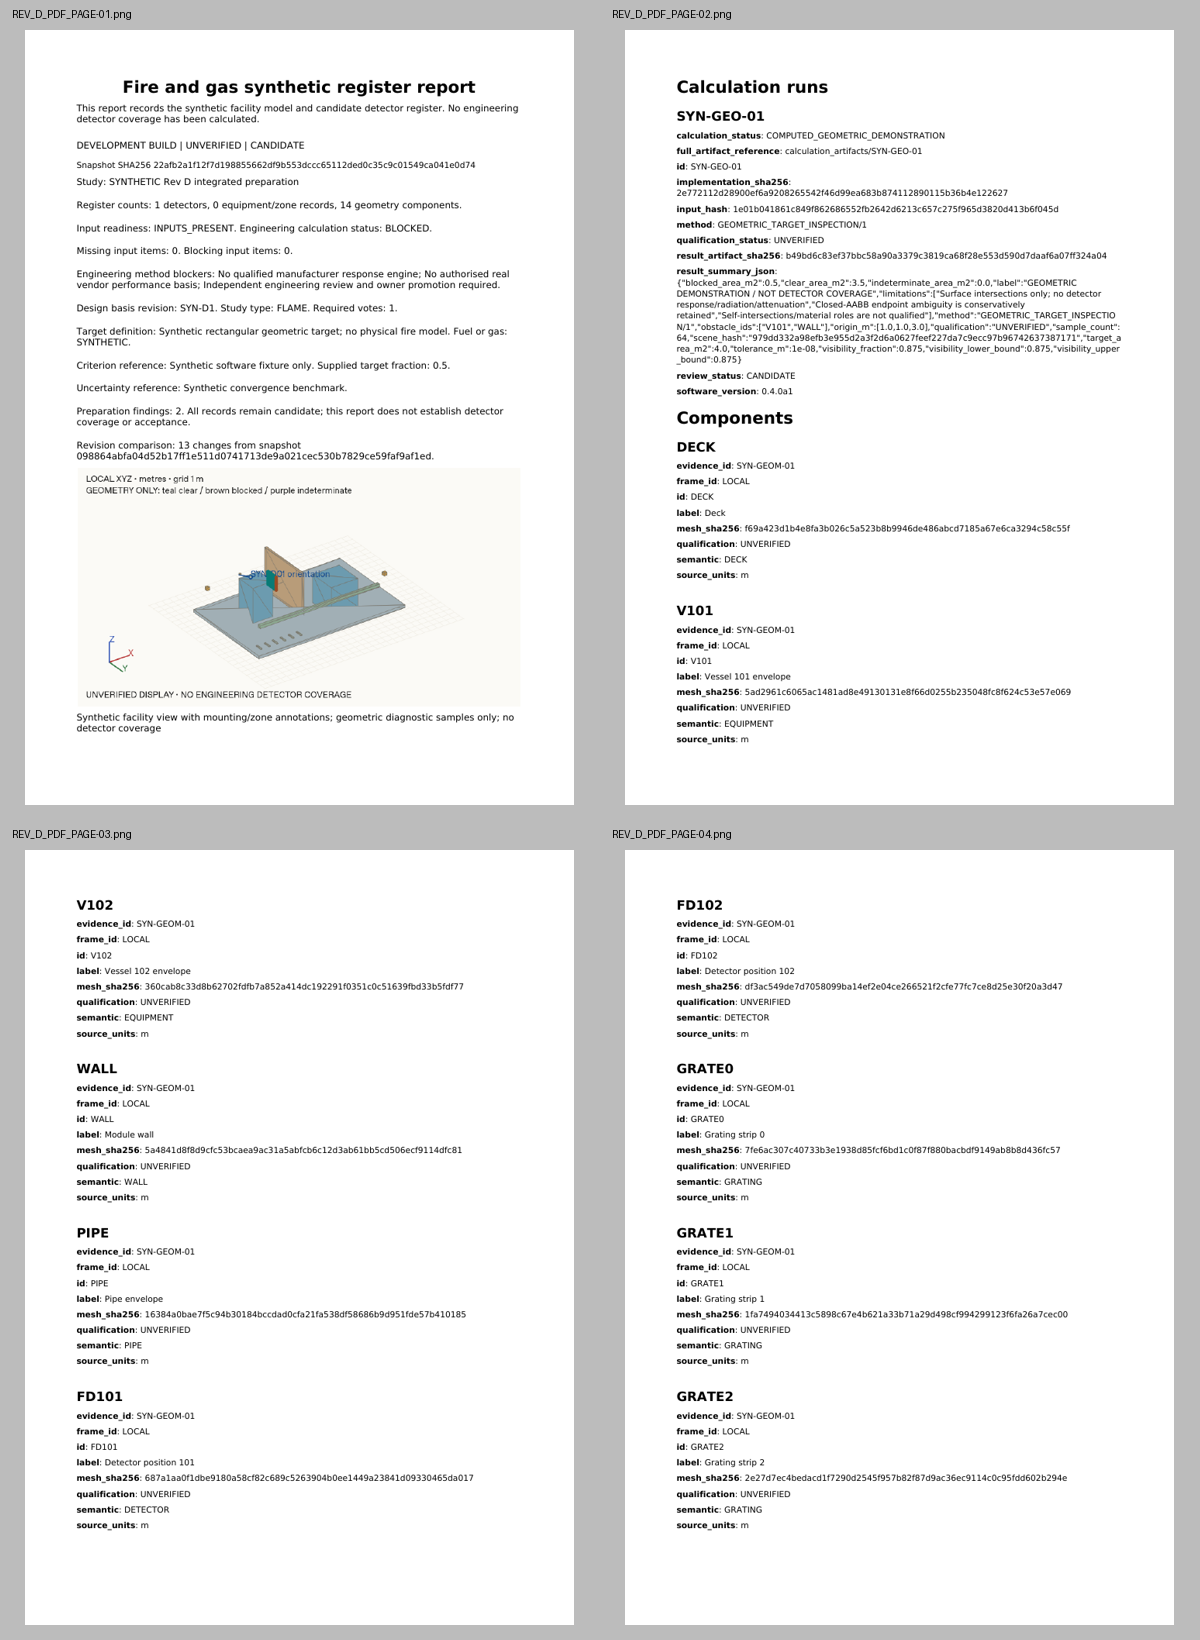 REV_D_PDF_PAGE-01.png
Fire and gas synthetic register report
This report records the synthetic facility model and candidate detector register. No engineering
detector coverage has been calculated.
DEVELOPMENT BUILD | UNVERIFIED | CANDIDATE
Snapshot SHA256 22afb2a1f12f7d198855662df9b553dccc65112ded0c35c9c01549ca041e0d74
Study: SYNTHETIC Rev D integrated preparation
Register counts: 1 detectors, 0 equipment/zone records, 14 geometry components.
Input readiness: INPUTS_PRESENT. Engineering calculation status: BLOCKED.
Missing input items: 0. Blocking input items: 0.
Engineering method blockers: No qualified manufacturer response engine; No authorised real
vendor performance basis; Independent engineering review and owner promotion required.
Design basis revision: SYN-D1. Study type: FLAME. Required votes: 1.
Target definition: Synthetic rectangular geometric target; no physical fire model. Fuel or gas:
SYNTHETIC.
Criterion reference: Synthetic software fixture only. Supplied target fraction: 0.5.
Uncertainty reference: Synthetic convergence benchmark.
Preparation findings: 2. All records remain candidate; this report does not establish detector
coverage or acceptance.
Revision comparison: 13 changes from snapshot
098864abfa04d52b17ff1e511d0741713de9a021cec530b7829ce59faf9af1ed.
LOCAL XYZ • metres • grid 1 m
GEOMETRY ONLY: teal clear / brown blocked / purple indeterminate
orientation
Z
X
Y
UNVERIFIED DISPLAY • NO ENGINEERING DETECTOR COVERAGE
Synthetic facility view with mounting/zone annotations; geometric diagnostic samples only; no
detector coverage
REV_D_PDF_PAGE-02.png
Calculation runs
SYN-GEO-01
calculation_status: COMPUTED_GEOMETRIC_DEMONSTRATION
full_artifact_reference: calculation_artifacts/SYN-GEO-01
id: SYN-GEO-01
implementation_sha256:
2e772112d28900ef6a9208265542f46d99ea683b874112890115b36b4e122627
input_hash: 1e01b041861c849f862686552fb2642d6213c657c275f965d3820d413b6f045d
method: GEOMETRIC_TARGET_INSPECTION/1
qualification_status: UNVERIFIED
result_artifact_sha256: b49bd6c83ef37bbc58a90a3379c3819ca68f28e553d590d7daaf6a07ff324a04
result_summary_json:
{"blocked_area_m2":0.5,"clear_area_m2":3.5,"indeterminate_area_m2":0.0,"label":"GEOMETRIC
DEMONSTRATION / NOT DETECTOR COVERAGE","limitations":["Surface intersections only; no detector
response/radiation/attenuation","Closed-AABB endpoint ambiguity is conservatively
retained","Self-intersections/material roles are not qualified"],"method":"GEOMETRIC_TARGET_INSPECTIO
N/1","obstacle_ids":["V101","WALL"],"origin_m":[1.0,1.0,3.0],"qualification":"UNVERIFIED","sample_count":
64,"scene_hash":"979dd332a98efb3e955d2a3f2d6a0627feef227da7c9ecc97b96742637387171","target_a
rea_m2":4.0,"tolerance_m":1e-08,"visibility_fraction":0.875,"visibility_lower_bound":0.875,"visibility_upper
_bound":0.875}
review_status: CANDIDATE
software_version: 0.4.0a1
Components
DECK
evidence_id: SYN-GEOM-01
frame_id: LOCAL
id: DECK
label: Deck
mesh_sha256: f69a423d1b4e8fa3b026c5a523b8b9946de486abcd7185a67e6ca3294c58c55f
qualification: UNVERIFIED
semantic: DECK
source_units: m
V101
evidence_id: SYN-GEOM-01
frame_id: LOCAL
id: V101
label: Vessel 101 envelope
mesh_sha256: 5ad2961c6065ac1481ad8e49130131e8f66d0255b235048fc8f624c53e57e069
qualification: UNVERIFIED
semantic: EQUIPMENT
source_units: m
REV_D_PDF_PAGE-03.png
V102
evidence_id: SYN-GEOM-01
frame_id: LOCAL
id: V102
label: Vessel 102 envelope
mesh_sha256: 360cab8c33d8b62702fdfb7a852a414dc192291f0351c0c51639fbd33b5fdf77
qualification: UNVERIFIED
semantic: EQUIPMENT
source_units: m
WALL
evidence_id: SYN-GEOM-01
frame_id: LOCAL
id: WALL
label: Module wall
mesh_sha256: 5a4841d8f8d9cfc53bcaea9ac31a5abfcb6c12d3ab61bb5cd506ecf9114dfc81
qualification: UNVERIFIED
semantic: WALL
source_units: m
PIPE
evidence_id: SYN-GEOM-01
frame_id: LOCAL
id: PIPE
label: Pipe envelope
mesh_sha256: 16384a0bae7f5c94b30184bccdad0cfa21fa538df58686b9d951fde57b410185
qualification: UNVERIFIED
semantic: PIPE
source_units: m
FD101
evidence_id: SYN-GEOM-01
frame_id: LOCAL
id: FD101
label: Detector position 101
mesh_sha256: 687a1aa0f1dbe9180a58cf82c689c5263904b0ee1449a23841d09330465da017
qualification: UNVERIFIED
semantic: DETECTOR
source_units: m
REV_D_PDF_PAGE-04.png
FD102
evidence_id: SYN-GEOM-01
frame_id: LOCAL
id: FD102
label: Detector position 102
mesh_sha256: df3ac549de7d7058099ba14ef2e04ce266521f2cfe77fc7ce8d25e30f20a3d47
qualification: UNVERIFIED
semantic: DETECTOR
source_units: m
GRATE0
evidence_id: SYN-GEOM-01
frame_id: LOCAL
id: GRATE0
label: Grating strip 0
mesh_sha256: 7fe6ac307c40733b3e1938d85fcf6bd1c0f87f880bacbdf9149ab8b8d436fc57
qualification: UNVERIFIED
semantic: GRATING
source_units: m
GRATE1
evidence_id: SYN-GEOM-01
frame_id: LOCAL
id: GRATE1
label: Grating strip 1
mesh_sha256: 1fa7494034413c5898c67e4b621a33b71a29d498cf994299123f6fa26a7cec00
qualification: UNVERIFIED
semantic: GRATING
source_units: m
GRATE2
evidence_id: SYN-GEOM-01
frame_id: LOCAL
id: GRATE2
label: Grating strip 2
mesh_sha256: 2e27d7ec4bedacd1f7290d2545f957b82f87d9ac36ec9114c0c95fdd602b294e
qualification: UNVERIFIED
semantic: GRATING
source_units: m